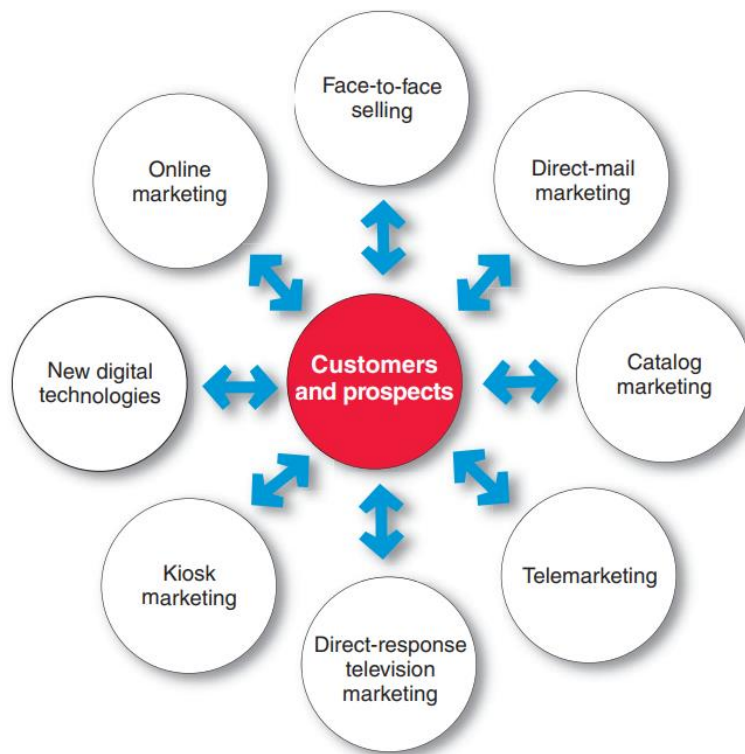 Face-to-face
selling
Online
marketing
Direct-mail
marketing
New digital
technologies
Customers
and prospects
Catalog
marketing
Kiosk
marketing
Telemarketing
Direct-response
television
marketing